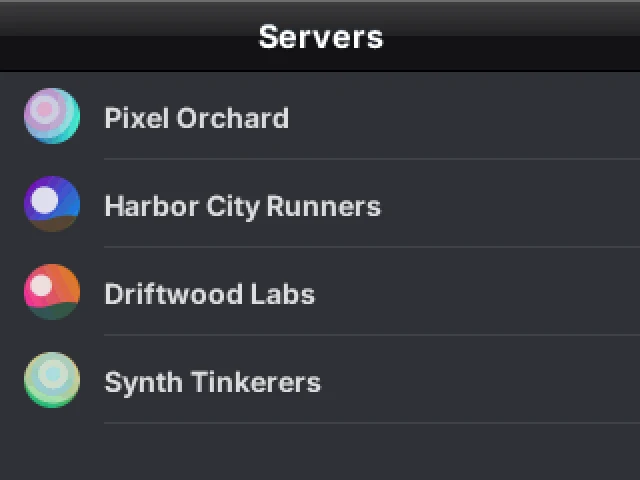 Servers
Pixel Orchard
Harbor City Runners
Driftwood Labs
Synth Tinkerers